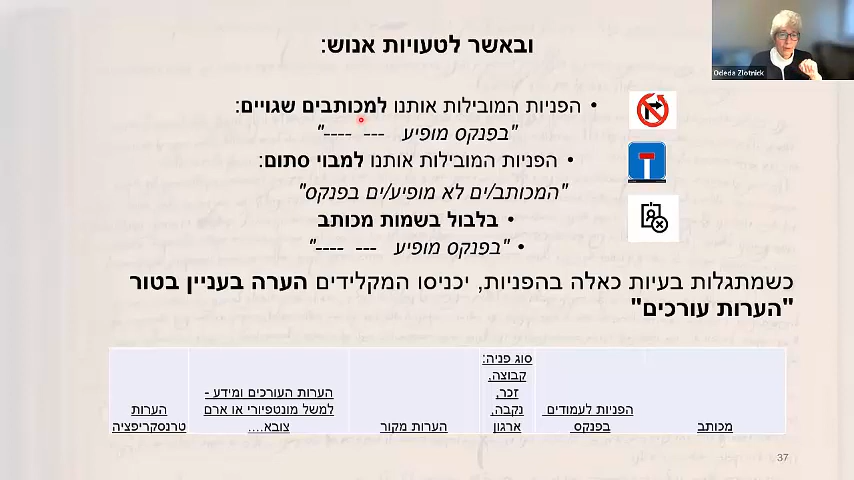 ובאשר לטעויות אנוש:
Odeda Zlotnick
• הפניות המובילות אותנו למכותבים שגויים:
"בפנקס מופיע --- ----"
• הפניות המובילות אותנו למבוי סתום:
"המכותב/ים לא מופיע/ים בפנקס"
• בלבול בשמות מכותב
• "בפנקס מופיע --- ----"
כשמתגלות בעיות כאלה בהפניות, יכניסו המקלידים הערה בעניין בטור
"הערות עורכים"
מכותב
הפניות לעמודים
בפנקס
סוג פניה:
קבוצה,
זכר,
נקבה,
ארגון
הערות מקור
הערות העורכים ומידע -
למשל מונטפיורי או ארם
צובא....
הערות
טרנסקריפציה
37